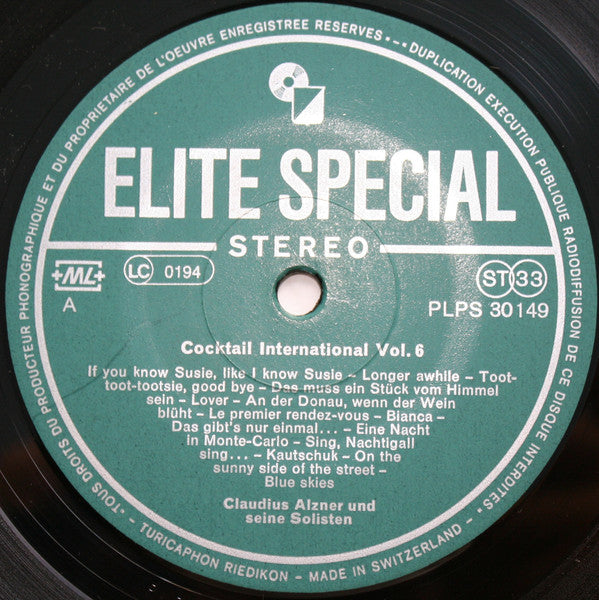 •TOUS DROITS DU PRODUCTEUR PHONOGRAPHIQUE ET DU PROPRIETAIRE DE L'OEUVRE ENREGISTREE RESERVES •–• DUPLICATION EXECUTION PUBLIQUE RADIODIFFUSION DE CE DISQUE INTERDITES•
ELITE SPECIAL
STEREO
+ML+ LC 0194 ST 33
A PLPS 30149
Cocktail International Vol. 6
If you know Susie, like I know Susie – Longer awhile – Toot-
toot-tootsie, good bye – Das muss ein Stück vom Himmel
sein – Lover – An der Donau, wenn der Wein
blüht – Le premier rendez-vous – Bianca –
Das gibt's nur einmal... – Eine Nacht
in Monte-Carlo – Sing, Nachtigall
sing... – Kautschuk – On the
sunny side of the street –
Blue skies
Claudius Alzner und
seine Solisten
TURICAPHON RIEDIKON – MADE IN SWITZERLAND